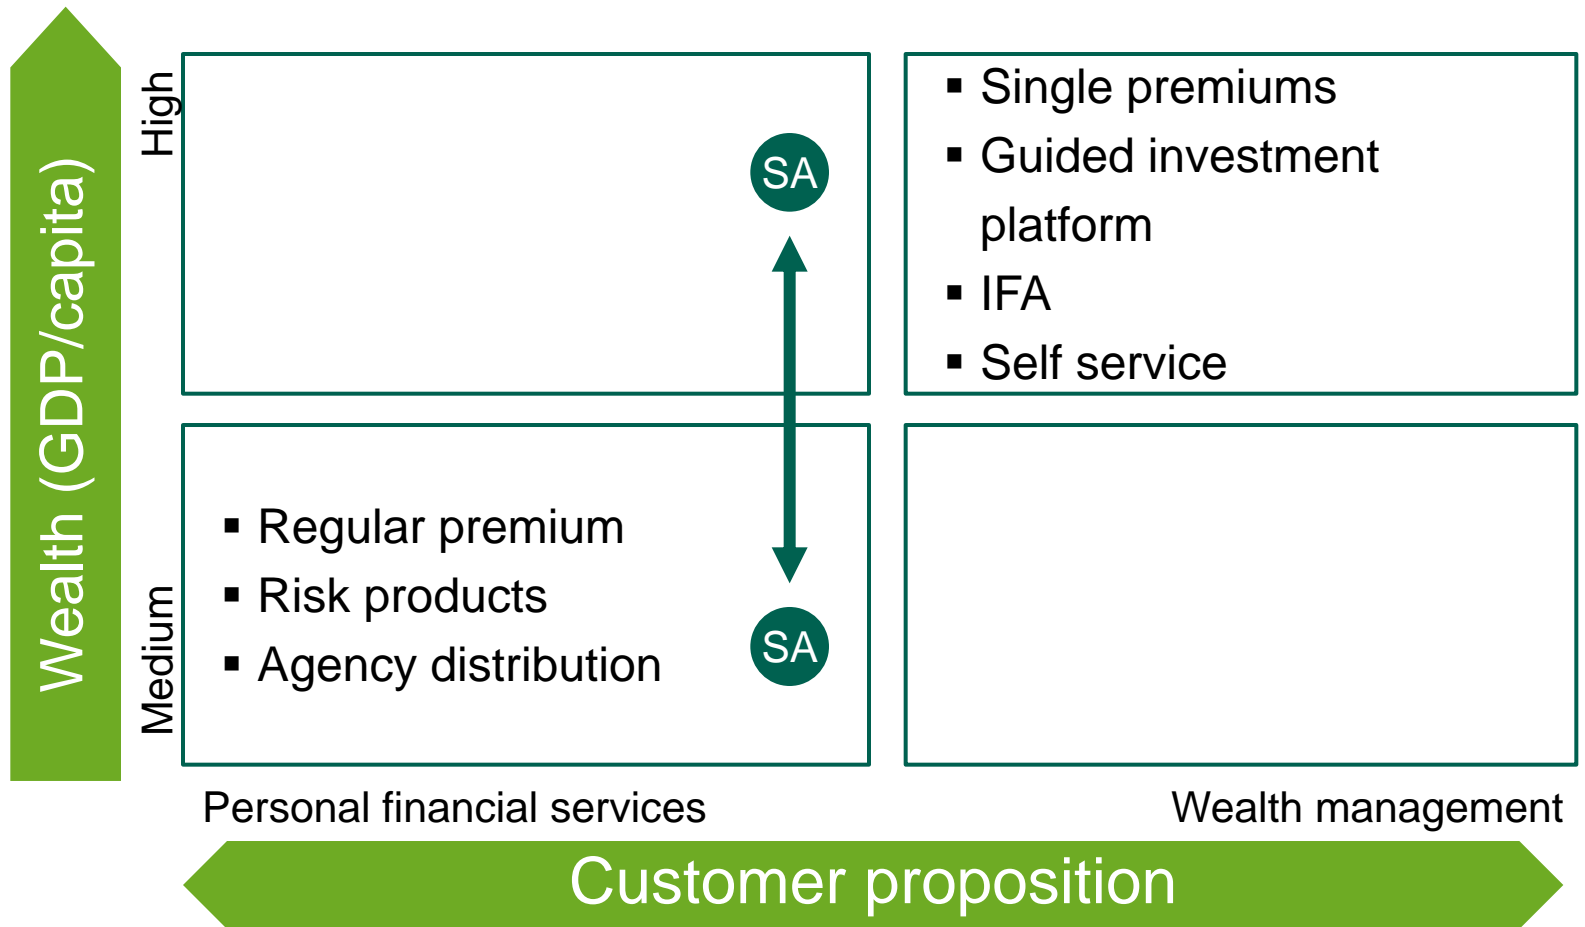 Wealth (GDP/capita)
High
Medium
SA
▪ Single premiums
▪ Guided investment
platform
▪ IFA
▪ Self service
▪ Regular premium
▪ Risk products
▪ Agency distribution
SA
Personal financial services
Wealth management
Customer proposition